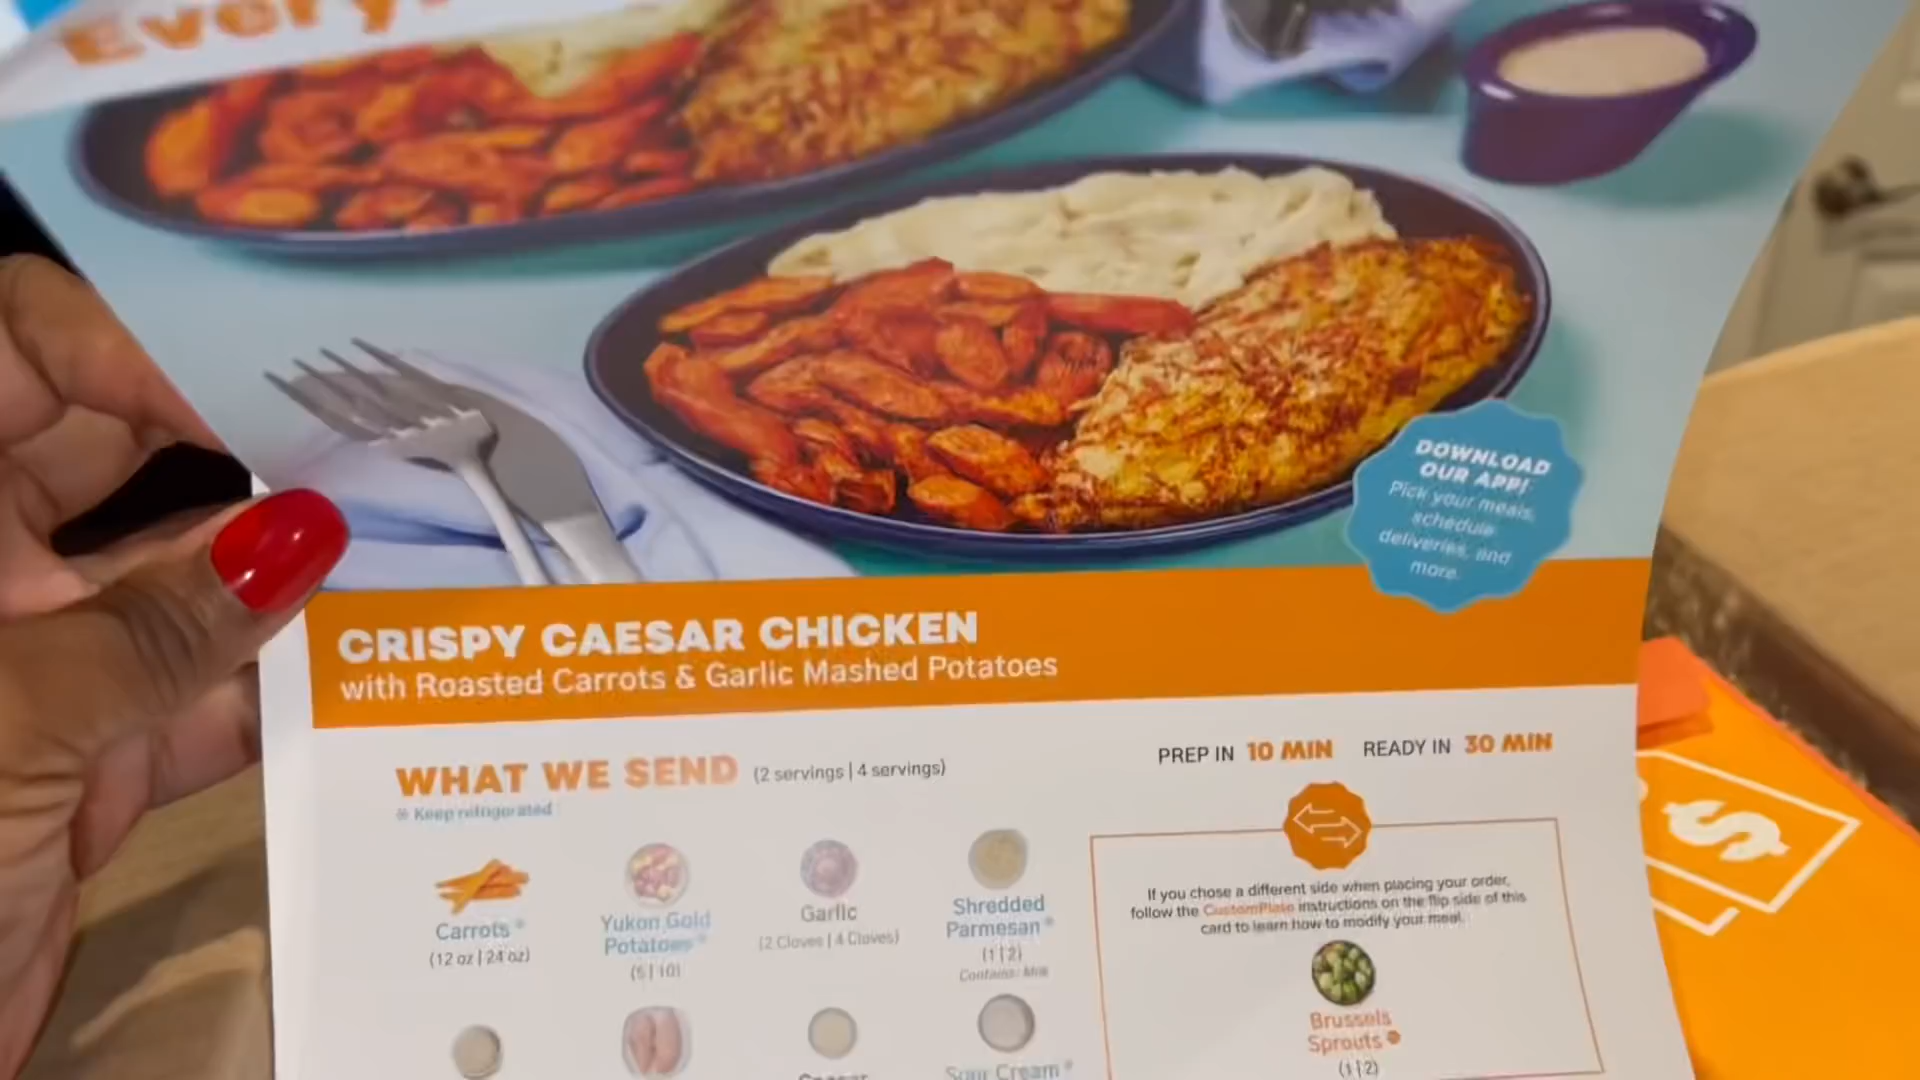 DOWNLOAD
OUR APP!
Pick your meals,
schedule
deliveries, and
more.
CRISPY CAESAR CHICKEN
with Roasted Carrots & Garlic Mashed Potatoes
WHAT WE SEND (2 servings | 4 servings)
Keep refrigerated
PREP IN 10 MIN READY IN 30 MIN
Carrots
(12 oz | 24 oz)
Yukon Gold
Potatoes
(5 | 10)
Garlic
(2 Cloves | 4 Cloves)
Shredded
Parmesan
(1 | 2)
Contains: Milk
Sour Cream
If you chose a different side when placing your order,
follow the CustomPlate instructions on the flip side of this
card to learn how to modify your meal.
Brussels
Sprouts
(1 | 2)
$